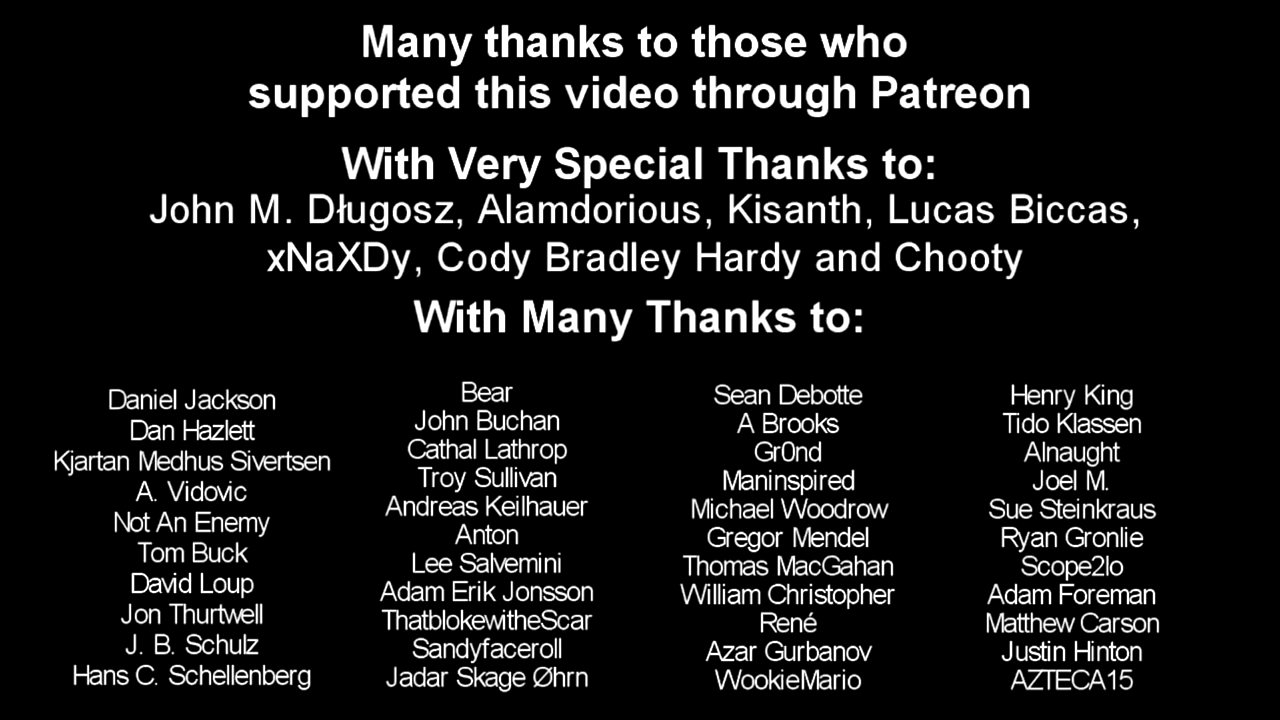 Many thanks to those who
supported this video through Patreon
With Very Special Thanks to:
John M. Długosz, Alamdorious, Kisanth, Lucas Biccas,
xNaXDy, Cody Bradley Hardy and Chooty
With Many Thanks to:
Daniel Jackson
Dan Hazlett
Kjartan Medhus Sivertsen
A. Vidovic
Not An Enemy
Tom Buck
David Loup
Jon Thurtwell
J. B. Schulz
Hans C. Schellenberg
Bear
John Buchan
Cathal Lathrop
Troy Sullivan
Andreas Keilhauer
Anton
Lee Salvemini
Adam Erik Jonsson
ThatblokewitheScar
Sandyfaceroll
Jadar Skage Øhrn
Sean Debotte
A Brooks
Gr0nd
Maninspired
Michael Woodrow
Gregor Mendel
Thomas MacGahan
William Christopher
René
Azar Gurbanov
WookieMario
Henry King
Tido Klassen
Alnaught
Joel M.
Sue Steinkraus
Ryan Gronlie
Scope2lo
Adam Foreman
Matthew Carson
Justin Hinton
AZTECA15